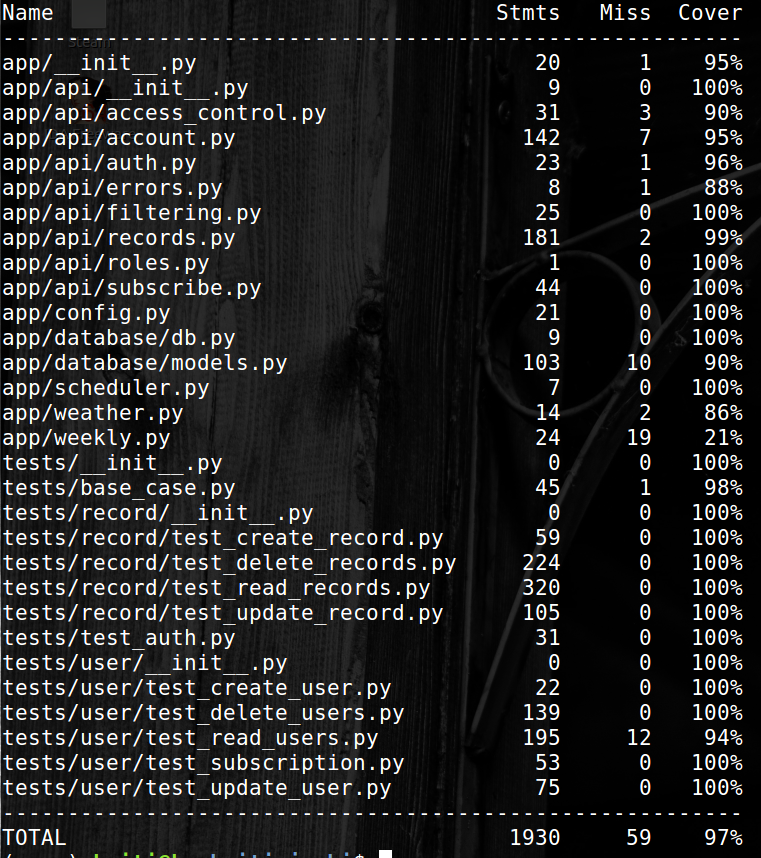 Name Stmts Miss Cover
---------------------------------------------------------
app/__init__.py 20 1 95%
app/api/__init__.py 9 0 100%
app/api/access_control.py 31 3 90%
app/api/account.py 142 7 95%
app/api/auth.py 23 1 96%
app/api/errors.py 8 1 88%
app/api/filtering.py 25 0 100%
app/api/records.py 181 2 99%
app/api/roles.py 1 0 100%
app/api/subscribe.py 44 0 100%
app/config.py 21 0 100%
app/database/db.py 9 0 100%
app/database/models.py 103 10 90%
app/scheduler.py 7 0 100%
app/weather.py 14 2 86%
app/weekly.py 24 19 21%
tests/__init__.py 0 0 100%
tests/base_case.py 45 1 98%
tests/record/__init__.py 0 0 100%
tests/record/test_create_record.py 59 0 100%
tests/record/test_delete_records.py 224 0 100%
tests/record/test_read_records.py 320 0 100%
tests/record/test_update_record.py 105 0 100%
tests/test_auth.py 31 0 100%
tests/user/__init__.py 0 0 100%
tests/user/test_create_user.py 22 0 100%
tests/user/test_delete_users.py 139 0 100%
tests/user/test_read_users.py 195 12 94%
tests/user/test_subscription.py 53 0 100%
tests/user/test_update_user.py 75 0 100%
---------------------------------------------------------
TOTAL 1930 59 97%